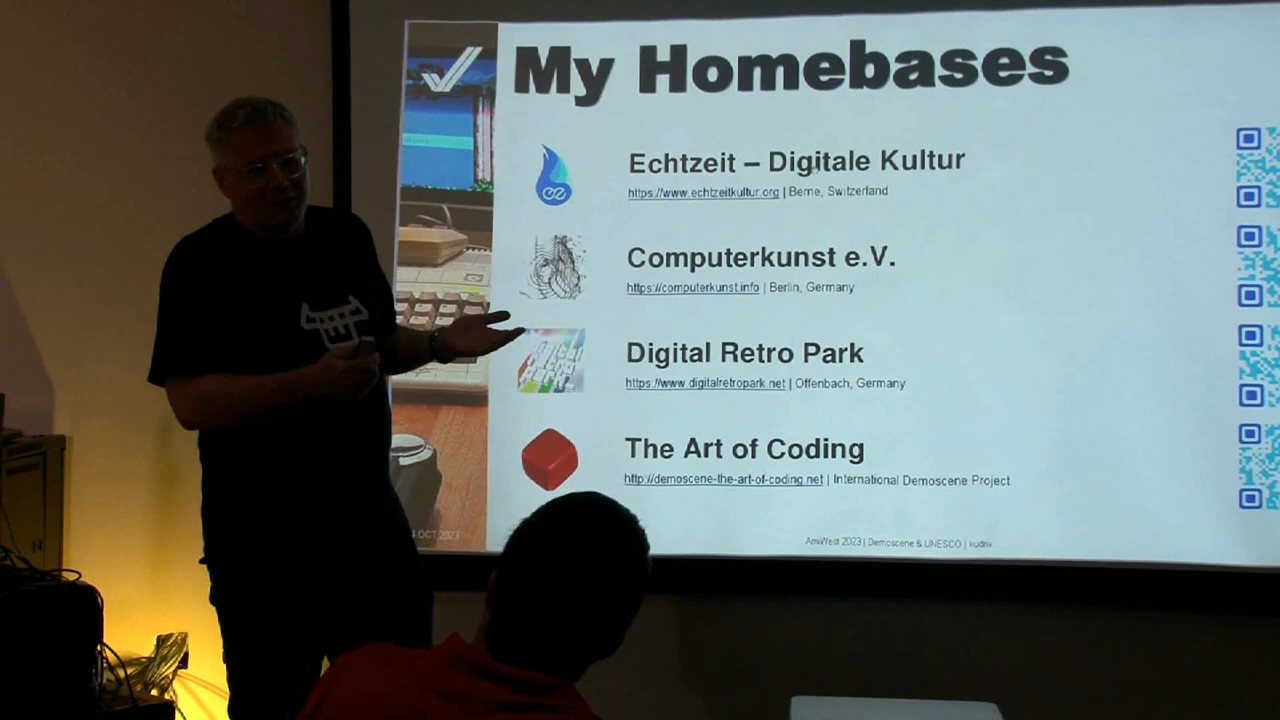 My Homebases
Echtzeit – Digitale Kultur
https://www.echtzeitkultur.org | Berne, Switzerland
Computerkunst e.V.
https://computerkunst.info | Berlin, Germany
Digital Retro Park
https://www.digitalretropark.net | Offenbach, Germany
The Art of Coding
http://demoscene-the-art-of-coding.net | International Demoscene Project
4 OCT 2023
AmiWest 2023 | Demoscene & UNESCO | kudrix